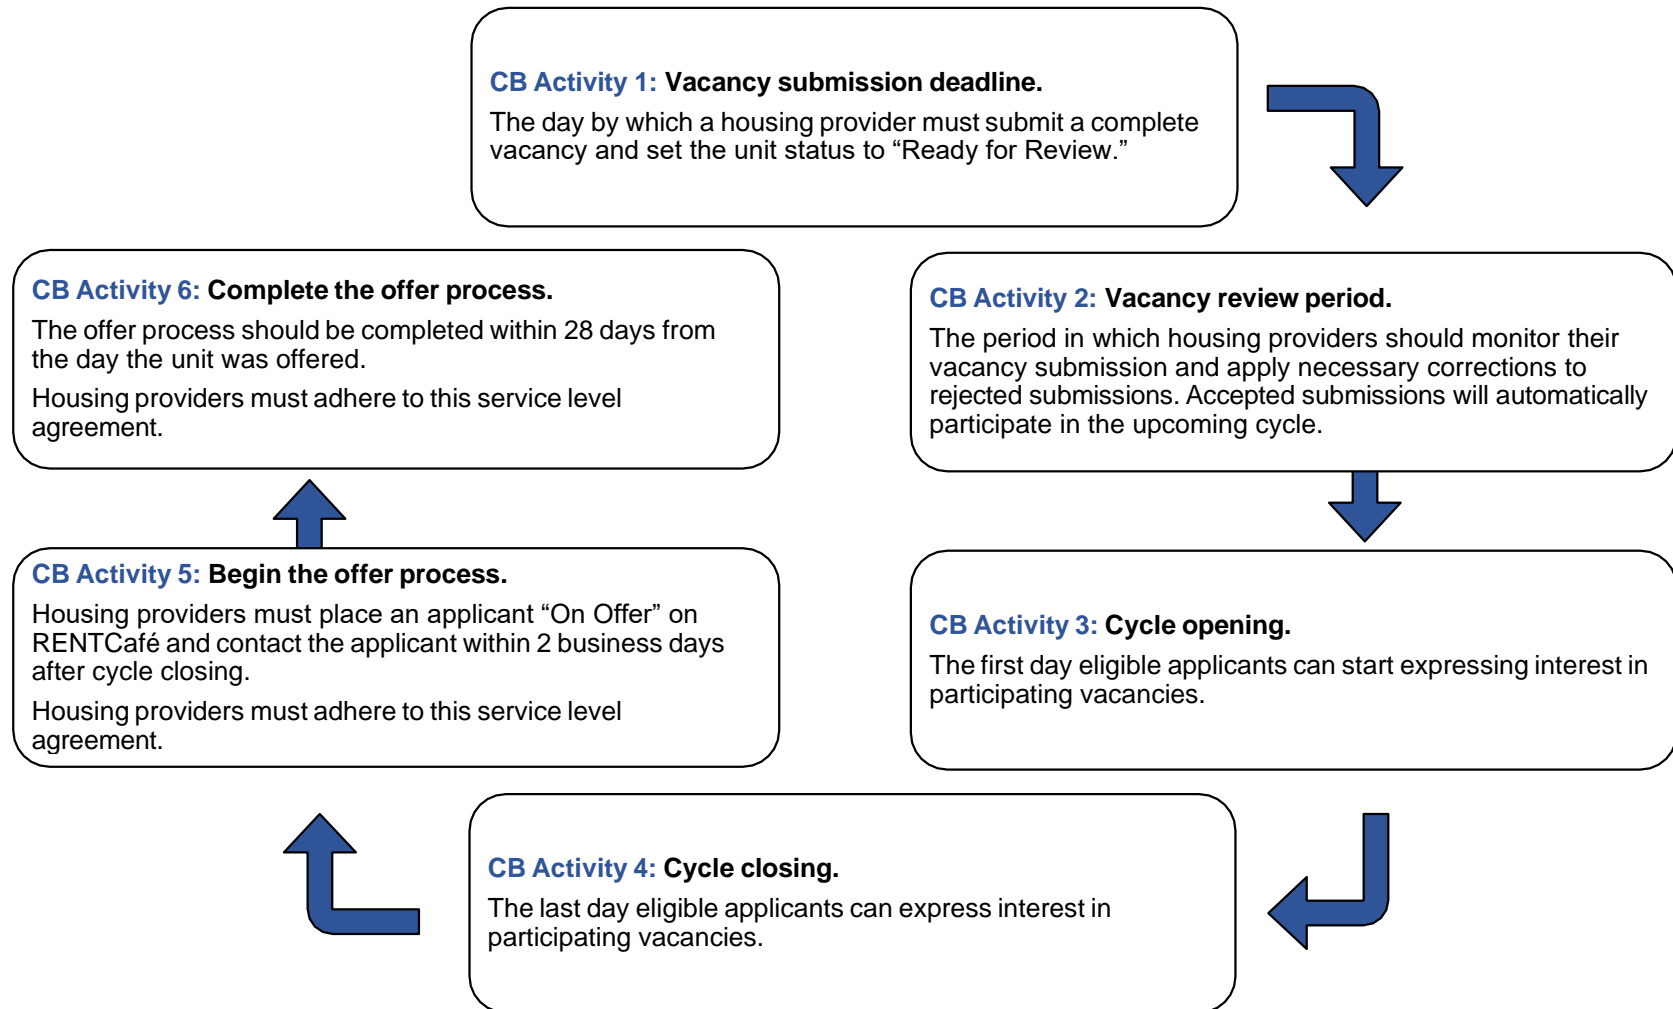 CB Activity 1: Vacancy submission deadline.
The day by which a housing provider must submit a complete
vacancy and set the unit status to “Ready for Review.”
CB Activity 2: Vacancy review period.
The period in which housing providers should monitor their
vacancy submission and apply necessary corrections to
rejected submissions. Accepted submissions will automatically
participate in the upcoming cycle.
CB Activity 3: Cycle opening.
The first day eligible applicants can start expressing interest in
participating vacancies.
CB Activity 4: Cycle closing.
The last day eligible applicants can express interest in
participating vacancies.
CB Activity 5: Begin the offer process.
Housing providers must place an applicant “On Offer” on
RENTCafé and contact the applicant within 2 business days
after cycle closing.
Housing providers must adhere to this service level
agreement.
CB Activity 6: Complete the offer process.
The offer process should be completed within 28 days from
the day the unit was offered.
Housing providers must adhere to this service level
agreement.